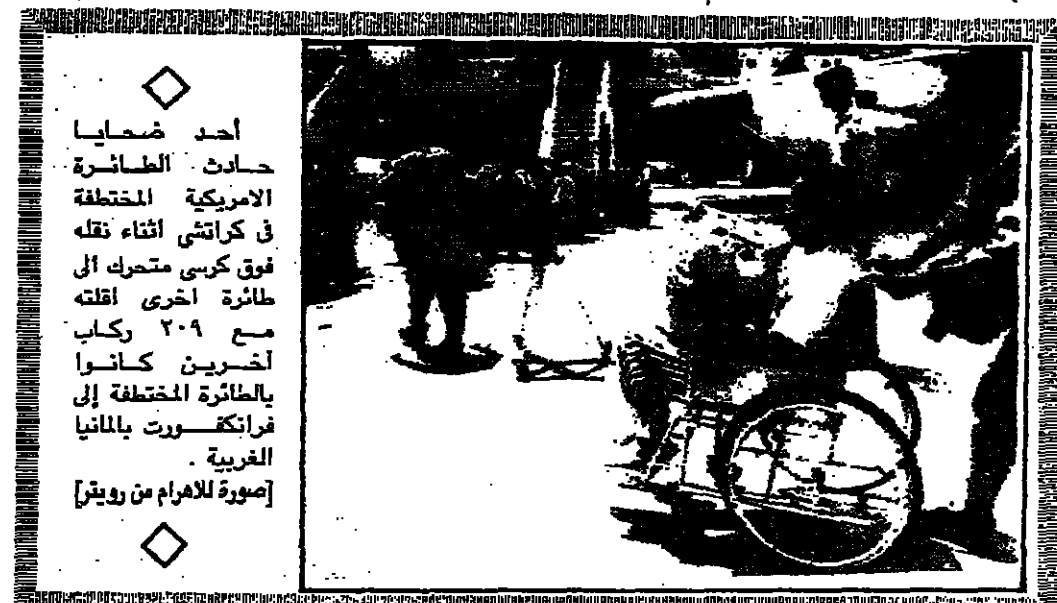 أحد ضحايا
حادث الطائرة
الامريكية المختطفة
فى كراتشى اثناء نقله
فوق كرسى متحرك الى
طائرة اخرى اقلته
مع ٢٠٩ ركاب
آخرين كانوا
بالطائرة المختطفة إلى
فرانكفورت بالمانيا
الغربية .
[صورة للاهرام من رويتر]